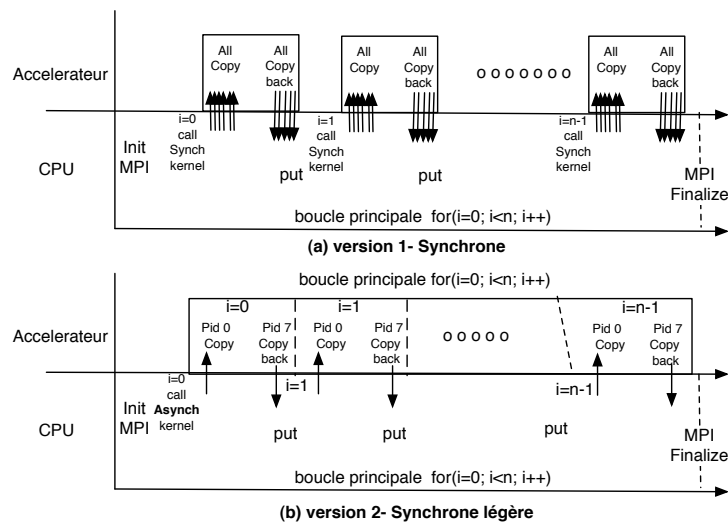 All
Copy
All
Copy
back
All
Copy
All
Copy
back
o o o o o o o
All
Copy
All
Copy
back
Accelerateur
i=0
call
Synch
kernel
i=1
call
Synch
kernel
i=n-1
call
Synch
kernel
Init
MPI
CPU
put
put
MPI
Finalize
boucle principale for(i=0; i<n; i++)
(a) version 1- Synchrone
boucle principale for(i=0; i<n; i++)
i=0
i=1
i=n-1
Pid 0
Copy
Pid 7
Copy
back
Pid 0
Copy
Pid 7
Copy
back
o o o o o
Pid 0
Copy
Pid 7
Copy
back
Accelerateur
i=0
call
Asynch
kernel
i=1
i=n-1
Init
MPI
CPU
put
put
put
MPI
Finalize
boucle principale for(i=0; i<n; i++)
(b) version 2- Synchrone légère